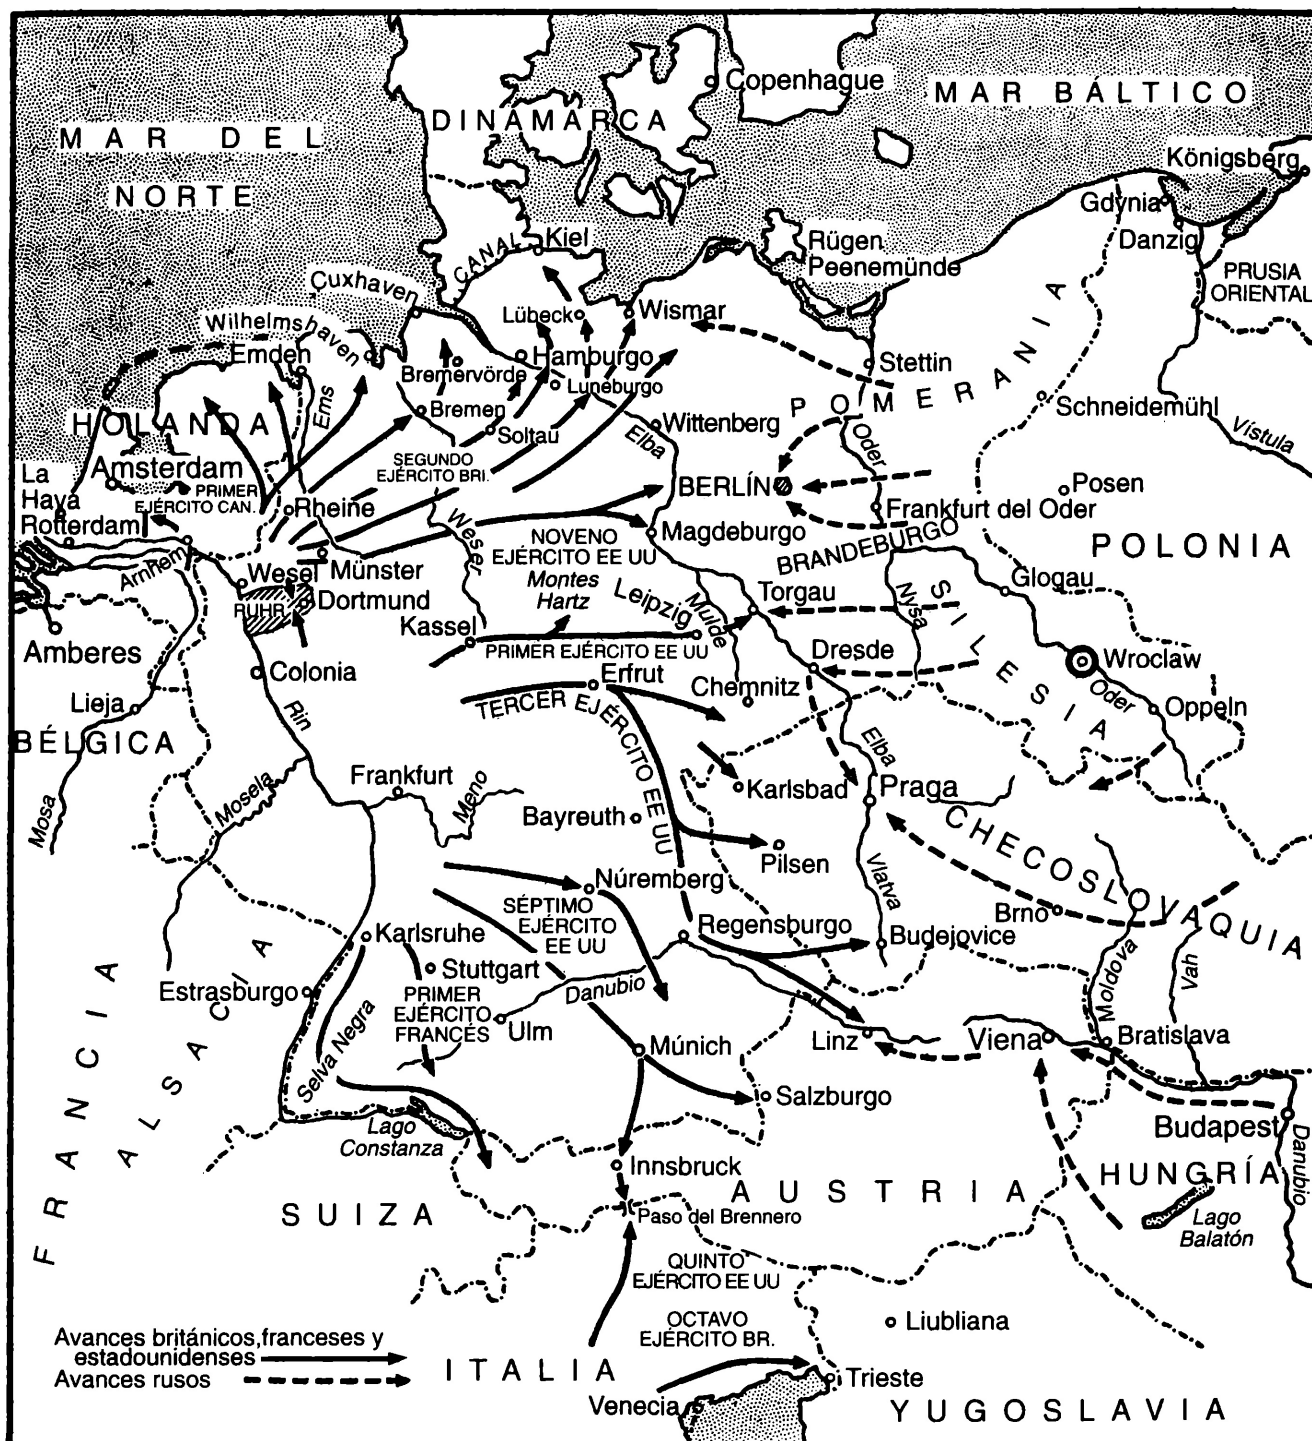 Copenhague
MAR BÁLTICO
DINAMARCA
MAR DEL
NORTE
Königsberg
Gdynia
Danzig
PRUSIA
ORIENTAL
Kiel
CANAL
Rügen
Peenemünde
Cuxhaven
Lübeck
Wismar
Wilhelmshaven
Emden
Hamburgo
Bremervörde
Luneburgo
Stettin
POMERANIA
Ems
Schneidemühl
HOLANDA
Bremen
Soltau
Wittenberg
Elba
Oder
Vístula
La
Haya
Amsterdam
SEGUNDO
EJÉRCITO BRI.
BERLÍN
Posen
PRIMER
EJÉRCITO CAN.
Rheine
Rotterdam
Frankfurt del Oder
Weser
Magdeburgo
NOVENO
EJÉRCITO EE UU
BRANDEBURGO
POLONIA
Arnhem
Wesel
Münster
Montes
Hartz
Glogau
RUHR
Dortmund
Leipzig
Mulde
Torgau
Nysa
SILESIA
Amberes
Kassel
PRIMER EJÉRCITO EE UU
Dresde
Wroclaw
Colonia
Erfrut
Chemnitz
Oder
Oppeln
Lieja
TERCER EJÉRCITO EE UU
BÉLGICA
Rin
Elba
Mosa
Mosela
Frankfurt
Meno
Karlsbad
Praga
Bayreuth
CHECOSLOVAQUIA
Pilsen
Vlatva
Núremberg
SÉPTIMO
EJÉRCITO
EE UU
Brno
Regensburgo
Budejovice
Karlsruhe
Stuttgart
Moldova
Vah
FRANCIA
ALSACIA
Estrasburgo
PRIMER
EJÉRCITO
FRANCÉS
Danubio
Ulm
Selva Negra
Múnich
Linz
Viena
Bratislava
Salzburgo
Lago
Constanza
Budapest
Danubio
Innsbruck
AUSTRIA
HUNGRÍA
SUIZA
Paso del Brennero
Lago
Balatón
QUINTO
EJÉRCITO EE UU
OCTAVO
EJÉRCITO BR.
Liubliana
Avances británicos, franceses y
estadounidenses
Avances rusos
ITALIA
Trieste
Venecia
YUGOSLAVIA